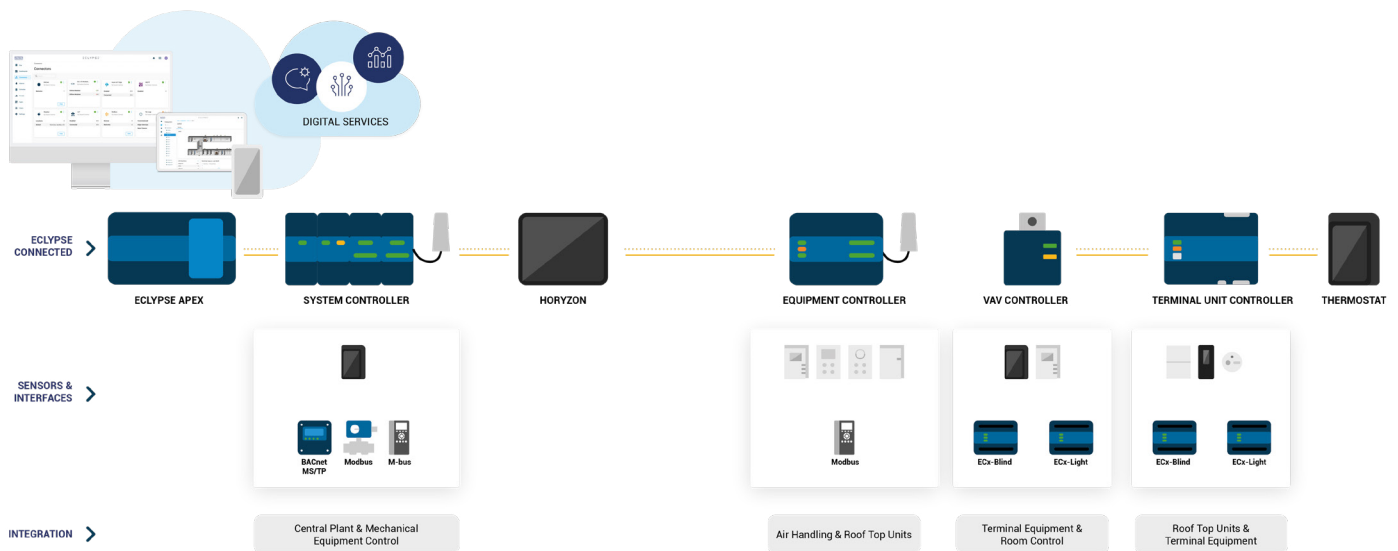 ECLYPSE
DIGITAL SERVICES
ECLYPSE
CONNECTED
ECLYPSE APEX
SYSTEM CONTROLLER
HORYZON
EQUIPMENT CONTROLLER
VAV CONTROLLER
TERMINAL UNIT CONTROLLER
THERMOSTAT
SENSORS &
INTERFACES
BACnet
MS/TP
Modbus
M-bus
Modbus
ECx-Blind
ECx-Light
ECx-Blind
ECx-Light
INTEGRATION
Central Plant & Mechanical
Equipment Control
Air Handling & Roof Top Units
Terminal Equipment &
Room Control
Roof Top Units &
Terminal Equipment